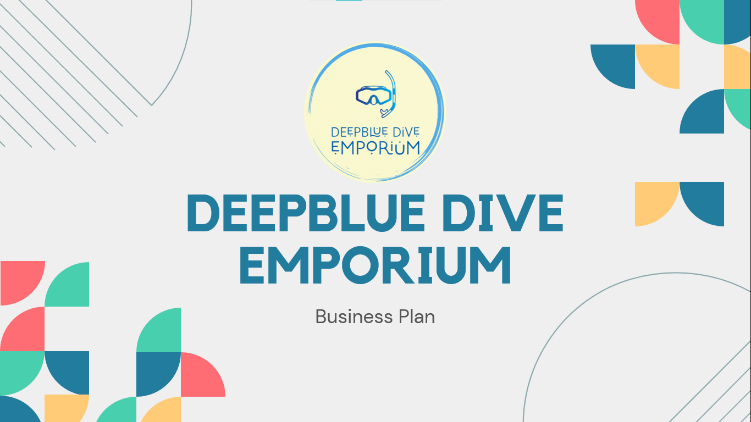 DEEPBLUE DIVE
EMPORIUM
DEEPBLUE DIVE
EMPORIUM
Business Plan